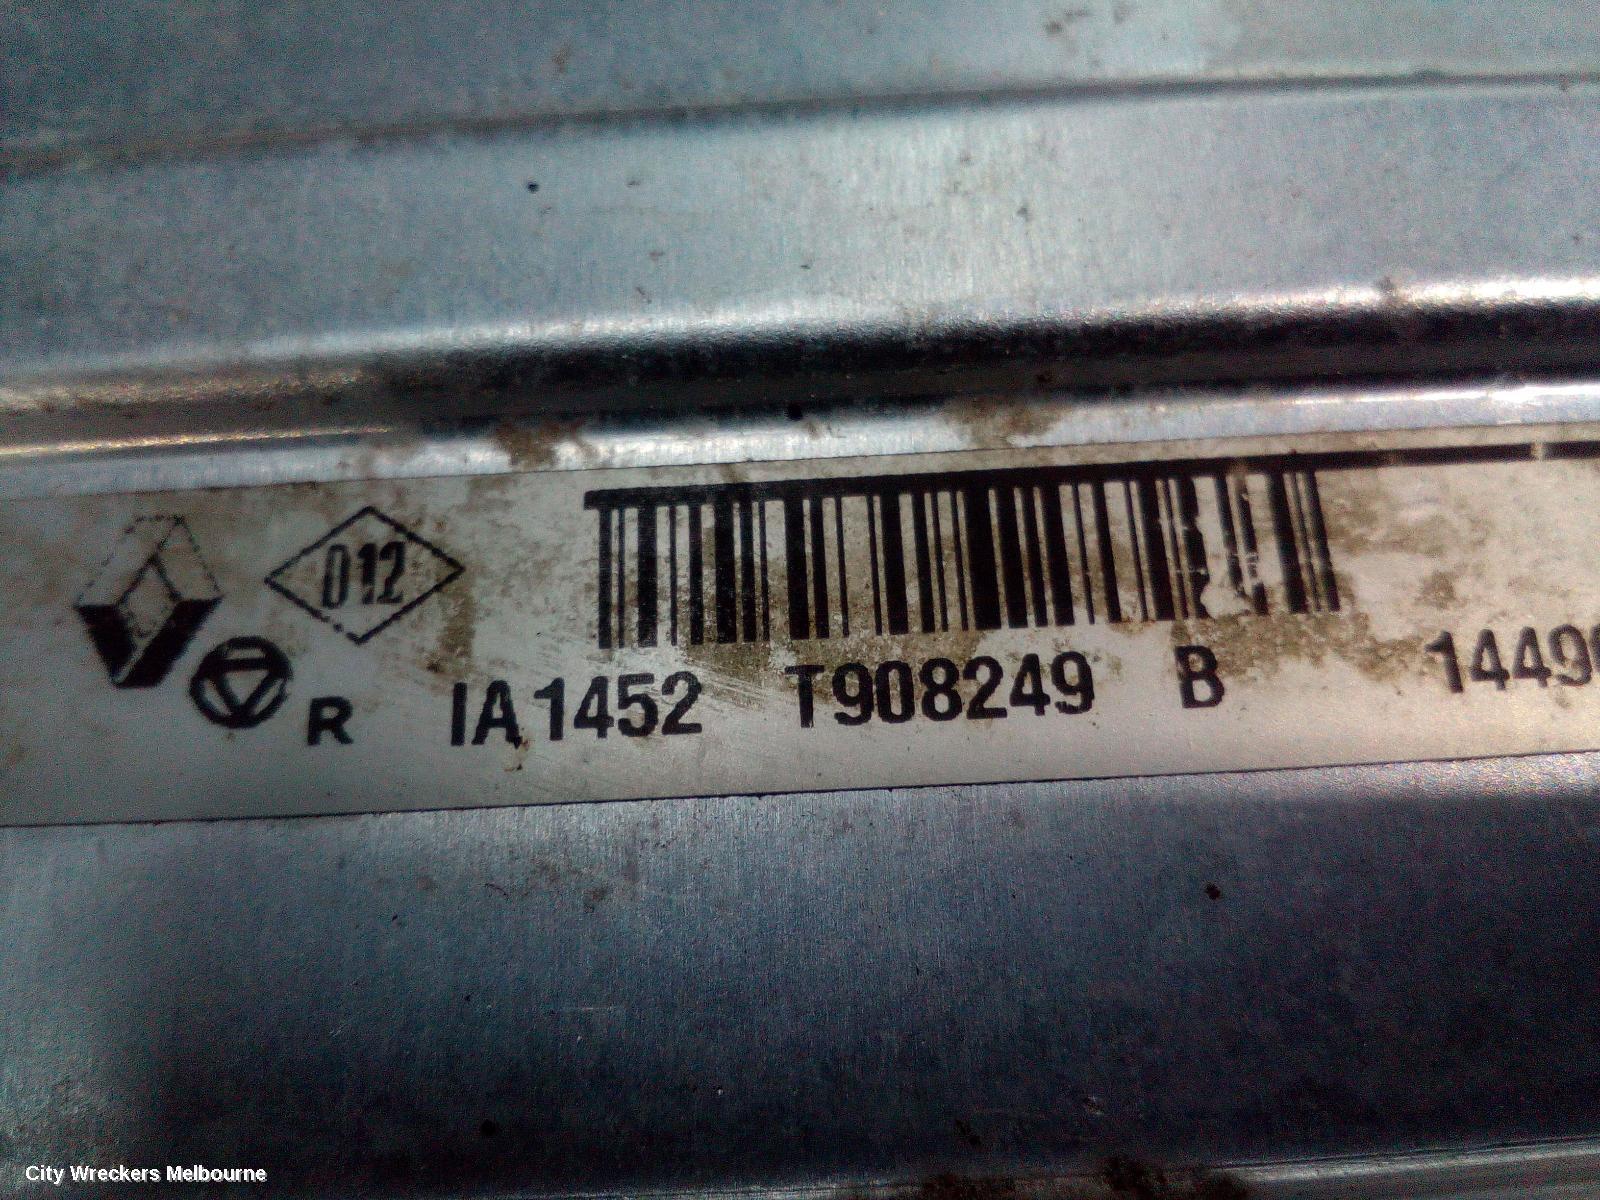 012
R IA1452 T908249 B 1449
City Wreckers Melbourne